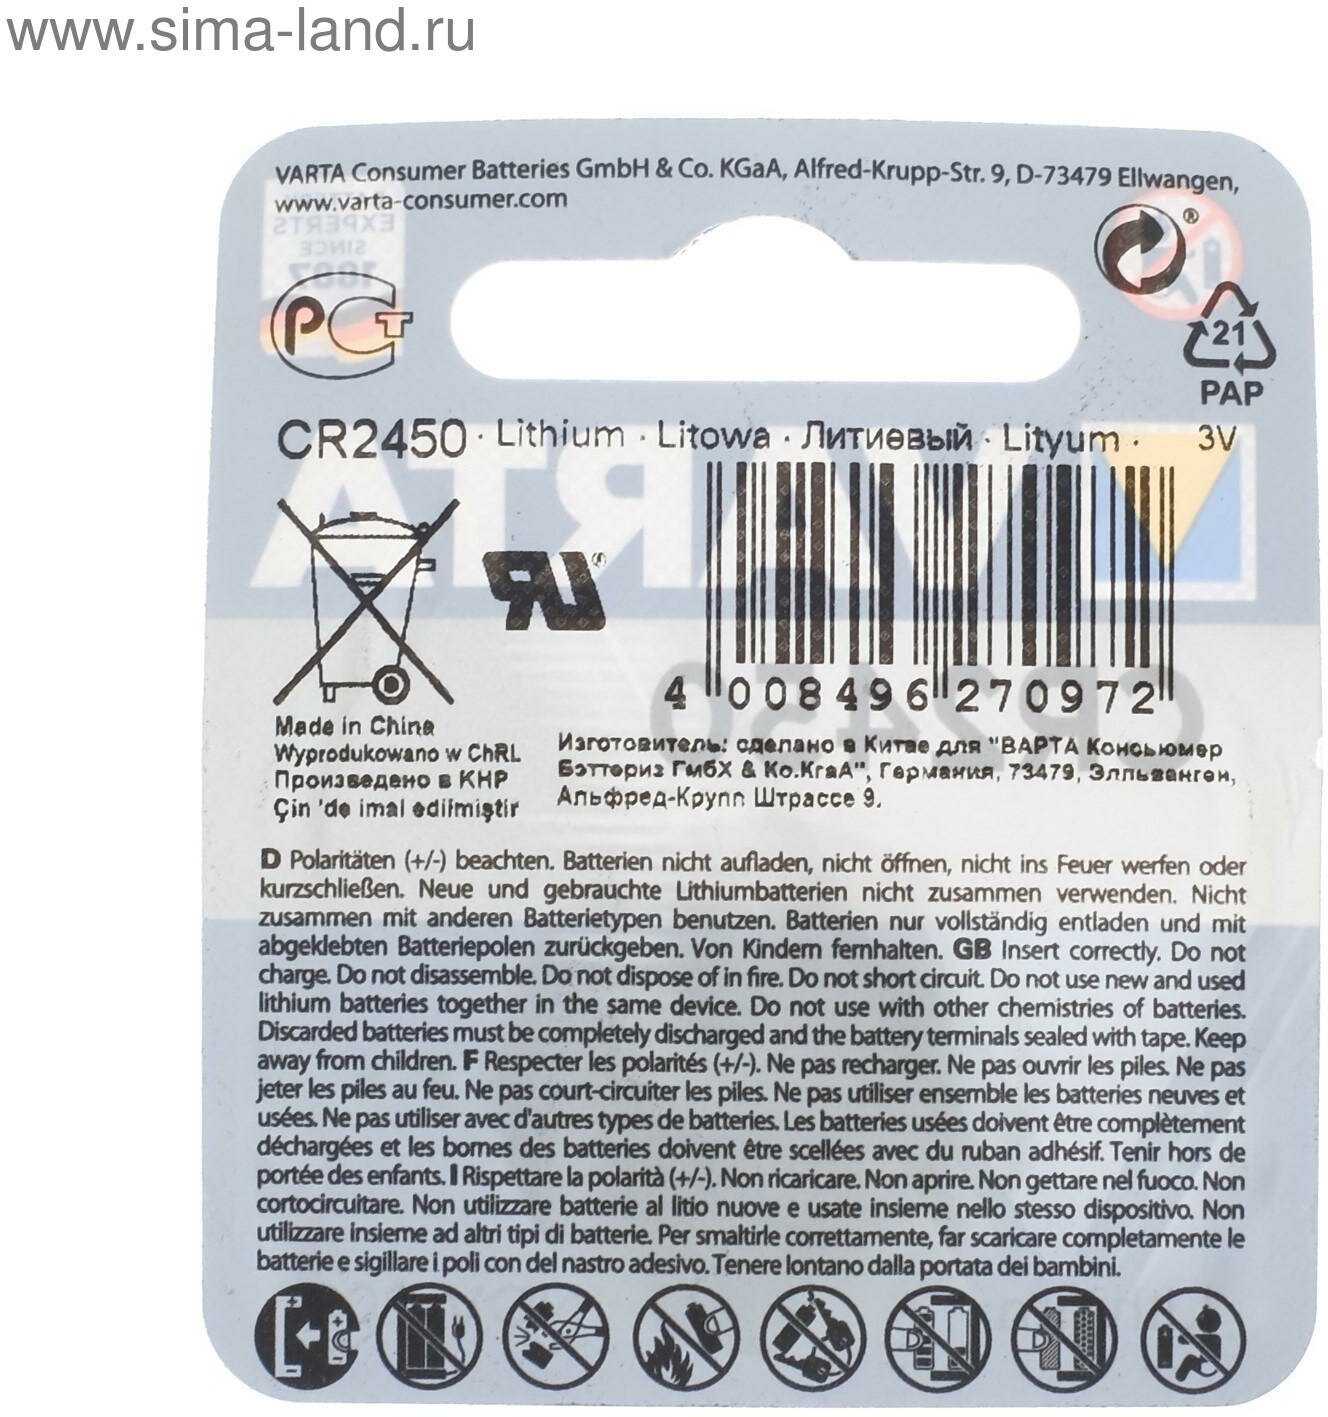 www.sima-land.ru
VARTA Consumer Batteries GmbH & Co. KGaA, Alfred-Krupp-Str. 9, D-73479 Ellwangen,
www.varta-consumer.com
EXPERTS
SINCE
1887
РСТ
21
PAP
CR2450 · Lithium · Litowa · Литиевый · Lityum · 3V
VARTA
CR2450
4 008496 270972
Made in China
Wyprodukowano w ChRL
Произведено в КНР
Çin 'de imal edilmiştir
Изготовитель: сделано в Китае для "ВАРТА Консьюмер
Бэттериз ГмбХ & Ко.КгаА", Германия, 73479, Элльванген,
Альфред-Крупп Штрассе 9.
D Polaritäten (+/-) beachten. Batterien nicht aufladen, nicht öffnen, nicht ins Feuer werfen oder
kurzschließen. Neue und gebrauchte Lithiumbatterien nicht zusammen verwenden. Nicht
zusammen mit anderen Batterietypen benutzen. Batterien nur vollständig entladen und mit
abgeklebten Batteriepolen zurückgeben. Von Kindern fernhalten. GB Insert correctly. Do not
charge. Do not disassemble. Do not dispose of in fire. Do not short circuit. Do not use new and used
lithium batteries together in the same device. Do not use with other chemistries of batteries.
Discarded batteries must be completely discharged and the battery terminals sealed with tape. Keep
away from children. F Respecter les polarités (+/-). Ne pas recharger. Ne pas ouvrir les piles. Ne pas
jeter les piles au feu. Ne pas court-circuiter les piles. Ne pas utiliser ensemble les batteries neuves et
usées. Ne pas utiliser avec d'autres types de batteries. Les batteries usées doivent être complètement
déchargées et les bornes des batteries doivent être scellées avec du ruban adhésif. Tenir hors de
portée des enfants. I Rispettare la polarità (+/-). Non ricaricare. Non aprire. Non gettare nel fuoco. Non
cortocircuitare. Non utilizzare batterie al litio nuove e usate insieme nello stesso dispositivo. Non
utilizzare insieme ad altri tipi di batterie. Per smaltirle correttamente, far scaricare completamente le
batterie e sigillare i poli con del nastro adesivo. Tenere lontano dalla portata dei bambini.